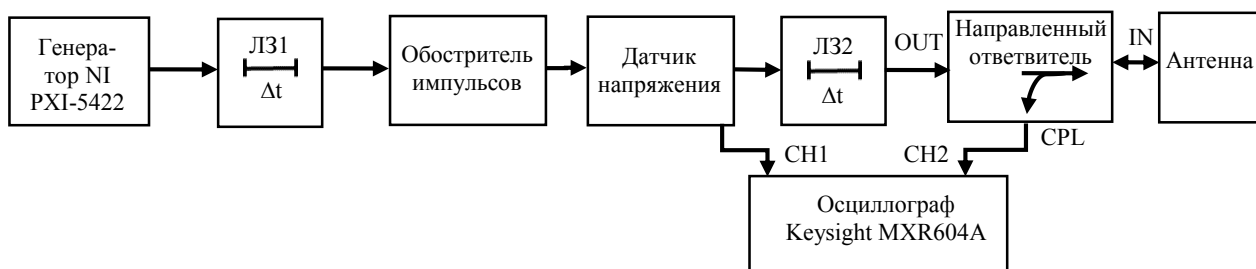 Генера-
тор NI
PXI-5422
ЛЗ1
Δt
Обостритель
импульсов
Датчик
напряжения
ЛЗ2
Δt
OUT
Направленный
ответвитель
IN
Антенна
CH1
CH2
CPL
Осциллограф
Keysight MXR604A